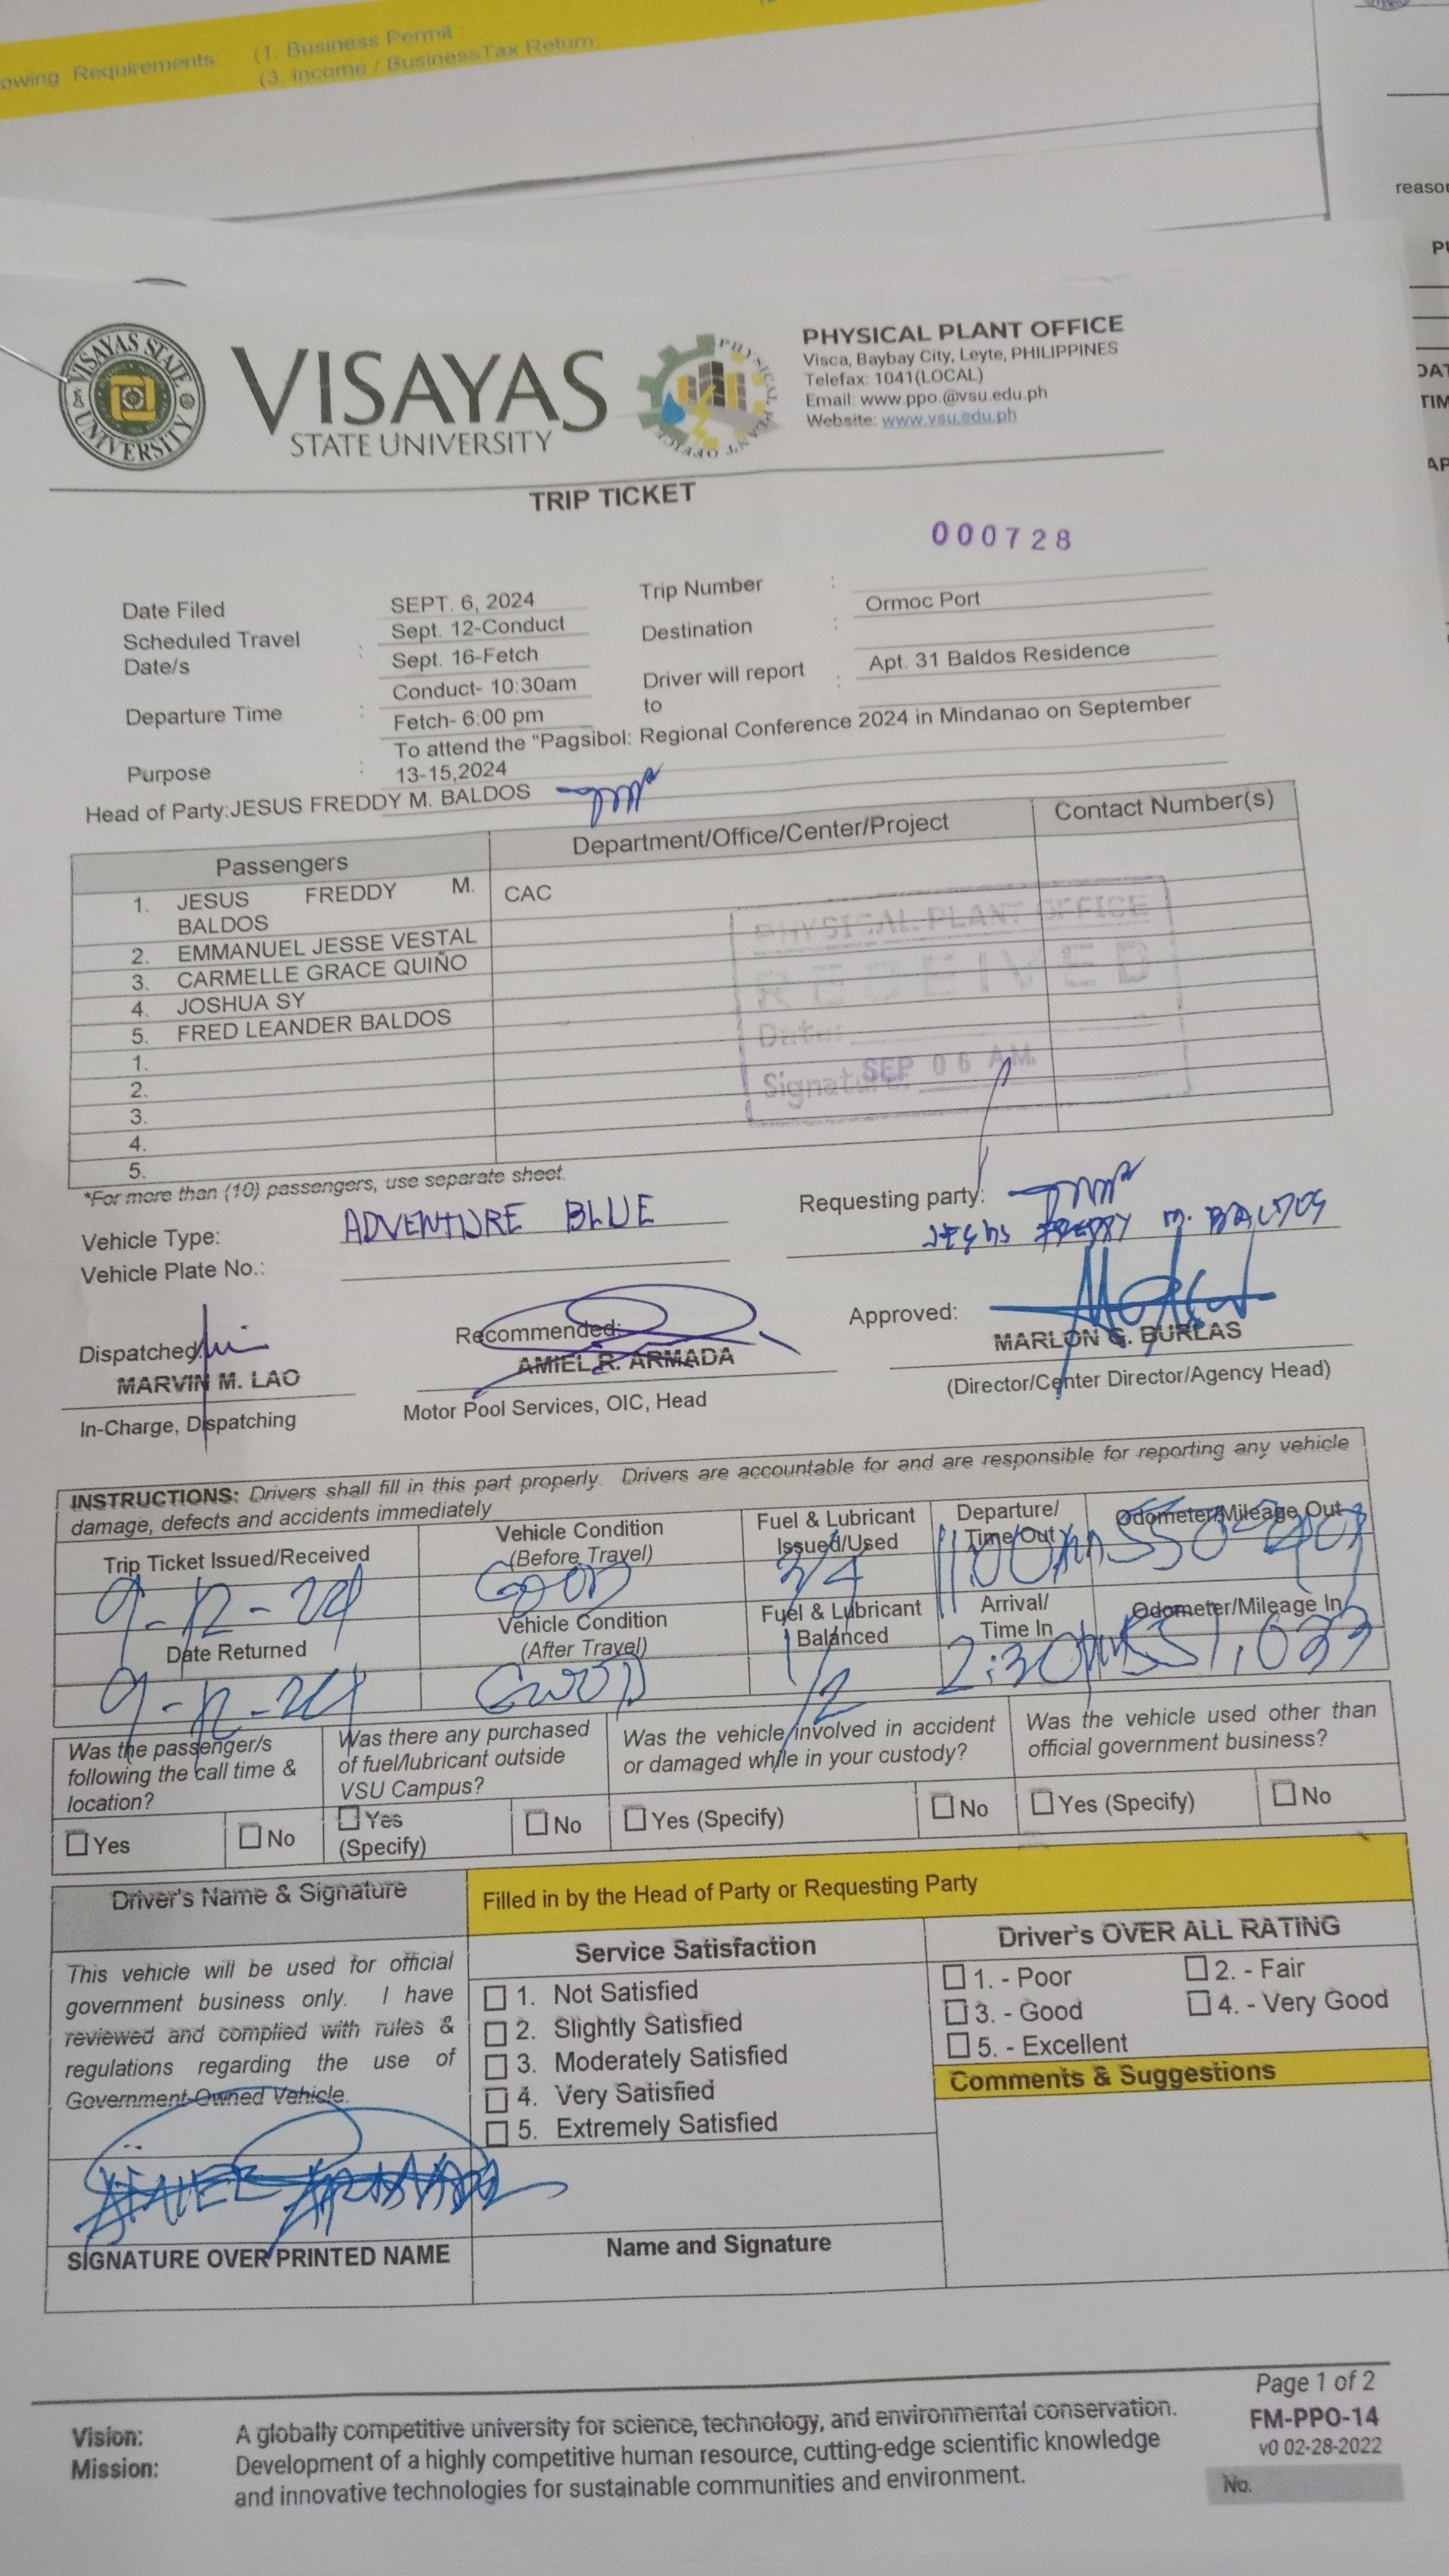 owing Requirements: (1. Business Permit :
(3. Income / BusinessTax Return:
reaso
VISAYAS STATE UNIVERSITY
VISAYAS
STATE UNIVERSITY
PHYSICAL PLANT OFFICE
PHYSICAL PLANT OFFICE
Visca, Baybay City, Leyte, PHILIPPINES
Telefax: 1041(LOCAL)
Email: www.ppo.@vsu.edu.ph
Website: www.vsu.edu.ph
TRIP TICKET
000728
Date Filed SEPT. 6, 2024 Trip Number :
Scheduled Travel Date/s : Sept. 12-Conduct Destination : Ormoc Port
Sept. 16-Fetch
Departure Time : Conduct- 10:30am Driver will report to : Apt. 31 Baldos Residence
Fetch- 6:00 pm
Purpose : To attend the "Pagsibol: Regional Conference 2024 in Mindanao on September
13-15,2024
Head of Party:JESUS FREDDY M. BALDOS
Passengers Department/Office/Center/Project Contact Number(s)
1. JESUS FREDDY M. CAC
BALDOS
2. EMMANUEL JESSE VESTAL
3. CARMELLE GRACE QUIÑO
4. JOSHUA SY
5. FRED LEANDER BALDOS
1.
2.
3.
4.
5.
PHYSICAL PLANT OFFICE
RECEIVED
Date:
SEP 06 AM
Signature:
*For more than (10) passengers, use separate sheet.
Vehicle Type: ADVENTURE BLUE
Vehicle Plate No.:
Requesting party:
JESUS FREDDY M. BALDOS
Dispatched:
MARVIN M. LAO
In-Charge, Dispatching
Recommended:
AMIEL R. ARMADA
Motor Pool Services, OIC, Head
Approved:
MARLON G. BURLAS
(Director/Center Director/Agency Head)
INSTRUCTIONS: Drivers shall fill in this part properly. Drivers are accountable for and are responsible for reporting any vehicle
damage, defects and accidents immediately
Trip Ticket Issued/Received Vehicle Condition (Before Travel) Fuel & Lubricant Issued/Used Departure/ Time Out Odometer/Mileage Out
9-12-24 GOOD 3/4
Date Returned Vehicle Condition (After Travel) Fuel & Lubricant Balanced Arrival/ Time In Odometer/Mileage In
9-12-24 GOOD 1/2 2:30pm 551,033
Was the passenger/s following the call time & location?
Was there any purchased of fuel/lubricant outside VSU Campus?
Was the vehicle involved in accident or damaged while in your custody?
Was the vehicle used other than official government business?
Yes No Yes (Specify) No Yes (Specify) No Yes (Specify) No
Driver's Name & Signature
Filled in by the Head of Party or Requesting Party
This vehicle will be used for official
government business only. I have
reviewed and complied with rules &
regulations regarding the use of
Government-Owned Vehicle.
SIGNATURE OVER PRINTED NAME
Service Satisfaction
1. Not Satisfied
2. Slightly Satisfied
3. Moderately Satisfied
4. Very Satisfied
5. Extremely Satisfied
Name and Signature
Driver's OVER ALL RATING
1. - Poor 2. - Fair
3. - Good 4. - Very Good
5. - Excellent
Comments & Suggestions
Page 1 of 2
FM-PPO-14
v0 02-28-2022
No.
Vision: A globally competitive university for science, technology, and environmental conservation.
Mission: Development of a highly competitive human resource, cutting-edge scientific knowledge
and innovative technologies for sustainable communities and environment.